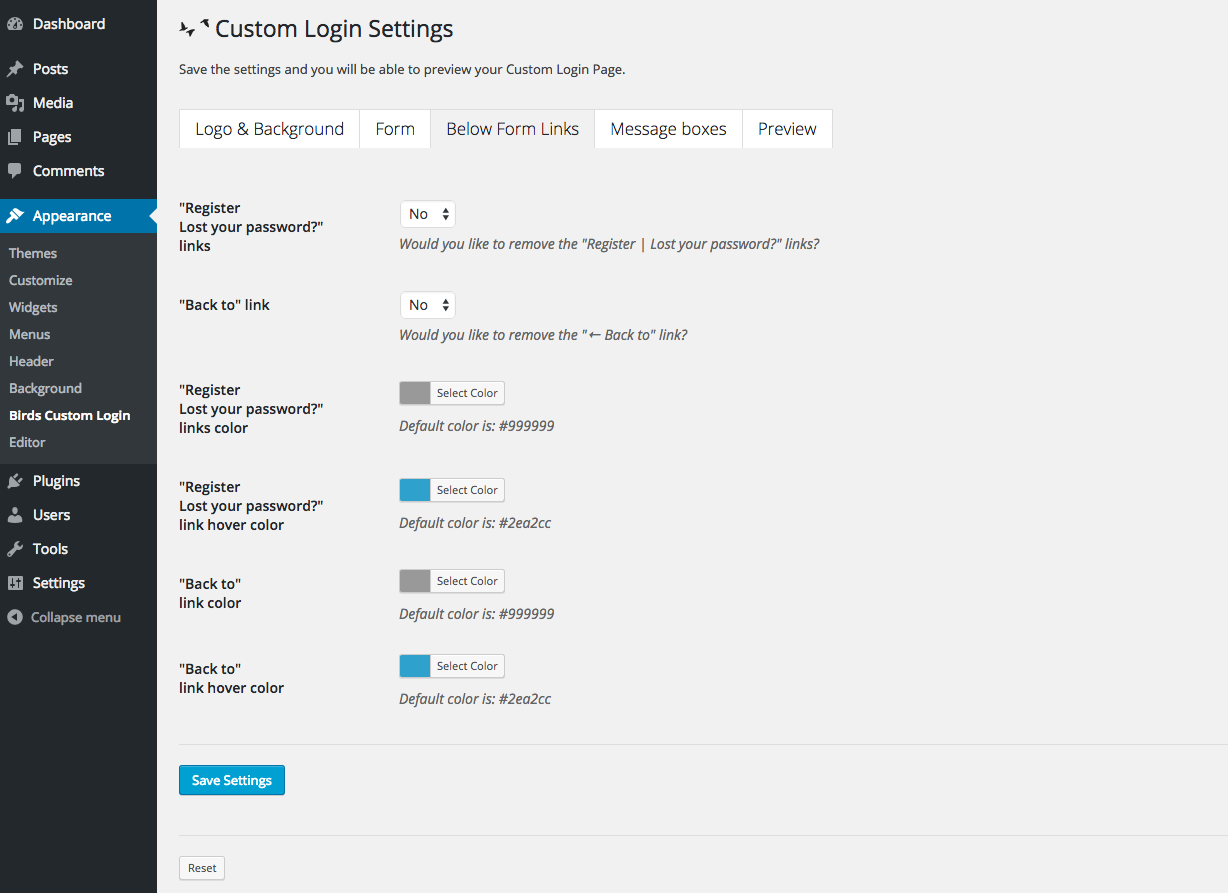 Dashboard
Posts
Media
Pages
Comments
Appearance
Themes
Customize
Widgets
Menus
Header
Background
Birds Custom Login
Editor
Plugins
Users
Tools
Settings
Collapse menu
Custom Login Settings
Save the settings and you will be able to preview your Custom Login Page.
Logo & Background Form Below Form Links Message boxes Preview
"Register
Lost your password?"
links
No
Would you like to remove the "Register | Lost your password?" links?
"Back to" link
No
Would you like to remove the "← Back to" link?
"Register
Lost your password?"
links color
Select Color
Default color is: #999999
"Register
Lost your password?"
link hover color
Select Color
Default color is: #2ea2cc
"Back to"
link color
Select Color
Default color is: #999999
"Back to"
link hover color
Select Color
Default color is: #2ea2cc
Save Settings
Reset